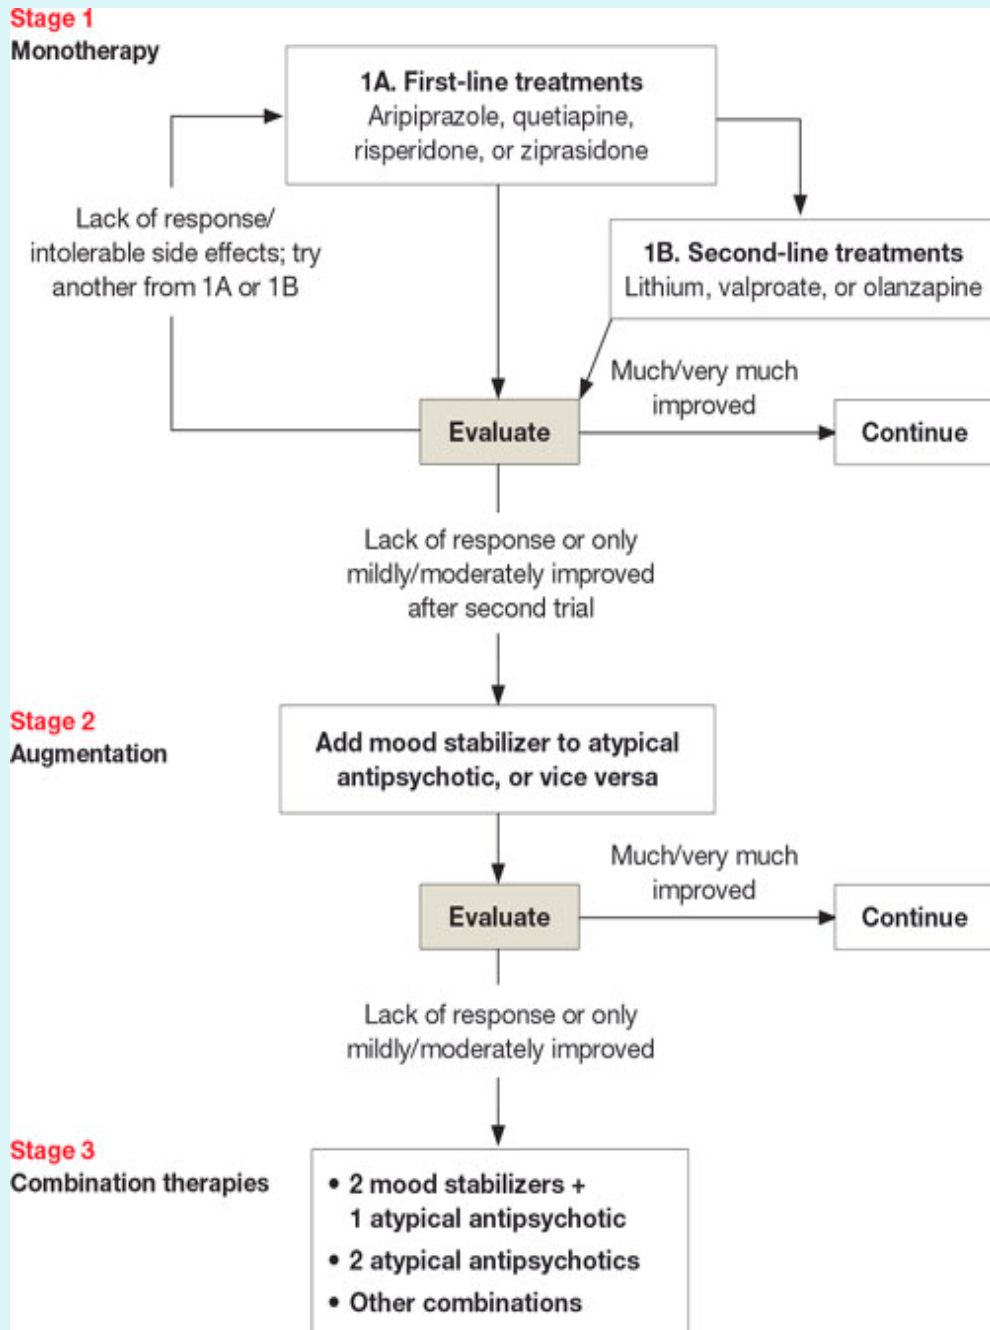 Stage 1
Monotherapy
1A. First-line treatments
Aripiprazole, quetiapine,
risperidone, or ziprasidone
Lack of response/
intolerable side effects; try
another from 1A or 1B
1B. Second-line treatments
Lithium, valproate, or olanzapine
Much/very much
improved
Evaluate
Continue
Lack of response or only
mildly/moderately improved
after second trial
Stage 2
Augmentation
Add mood stabilizer to atypical
antipsychotic, or vice versa
Much/very much
improved
Evaluate
Continue
Lack of response or only
mildly/moderately improved
Stage 3
Combination therapies
• 2 mood stabilizers +
1 atypical antipsychotic
• 2 atypical antipsychotics
• Other combinations